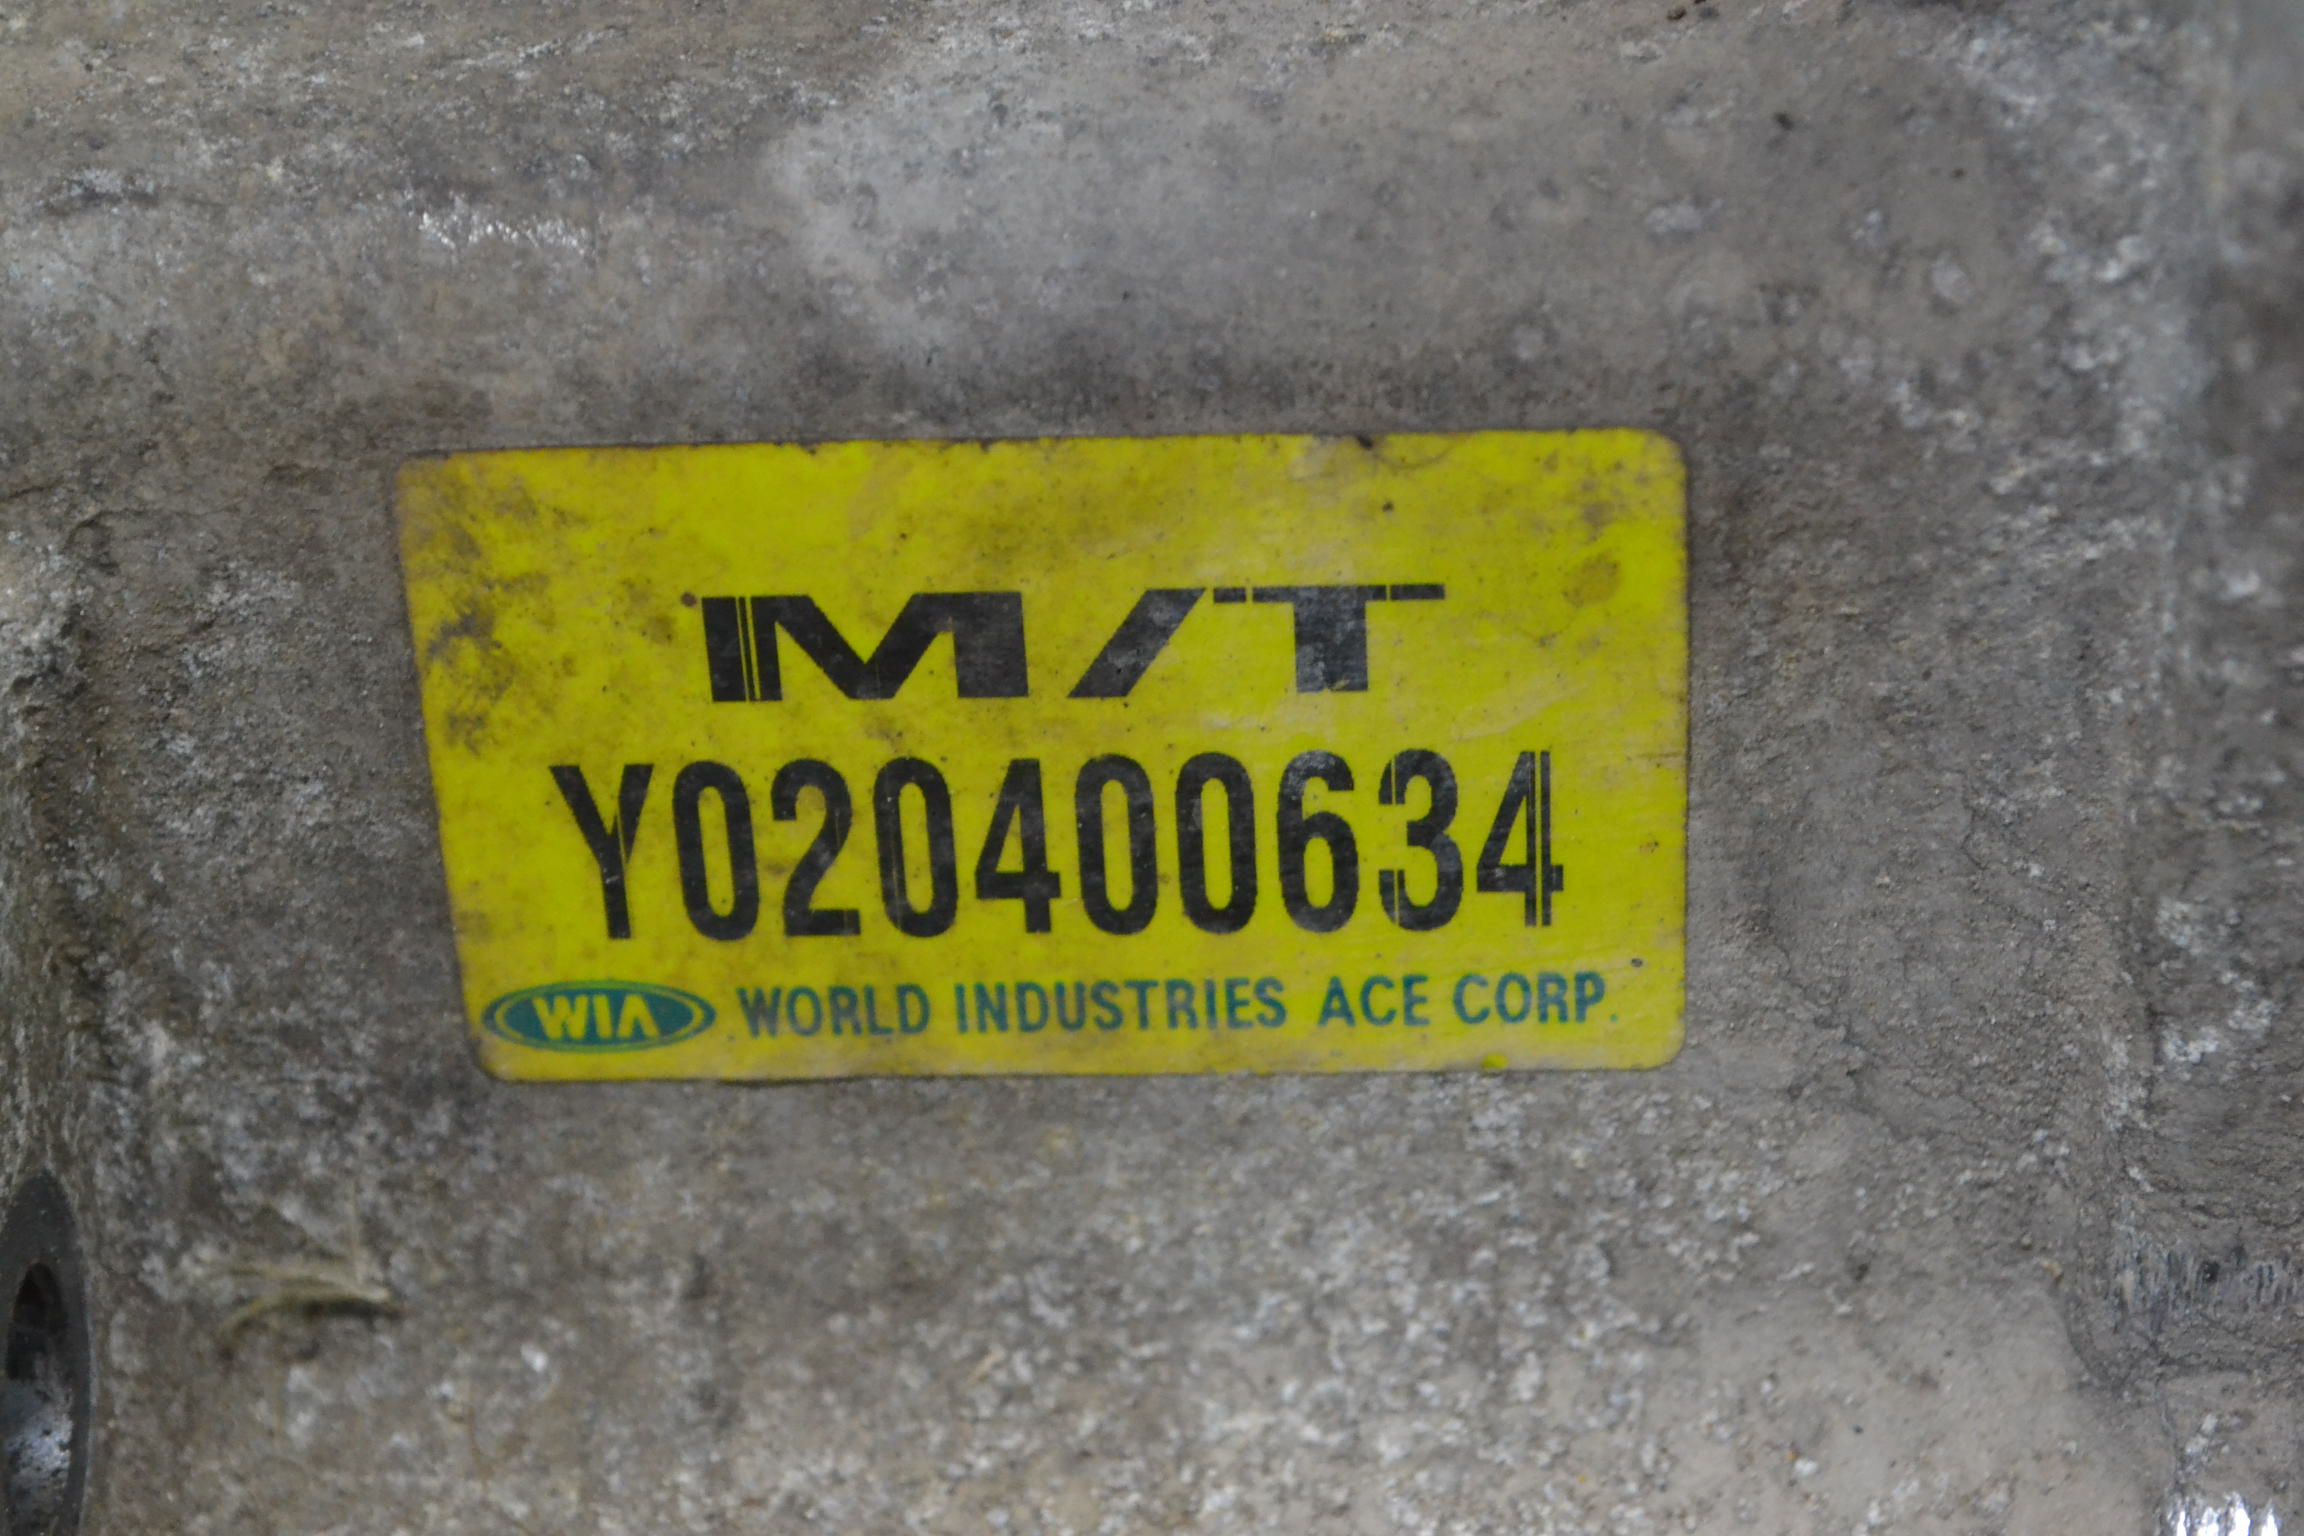 M/T
Y020400634
WIA WORLD INDUSTRIES ACE CORP.